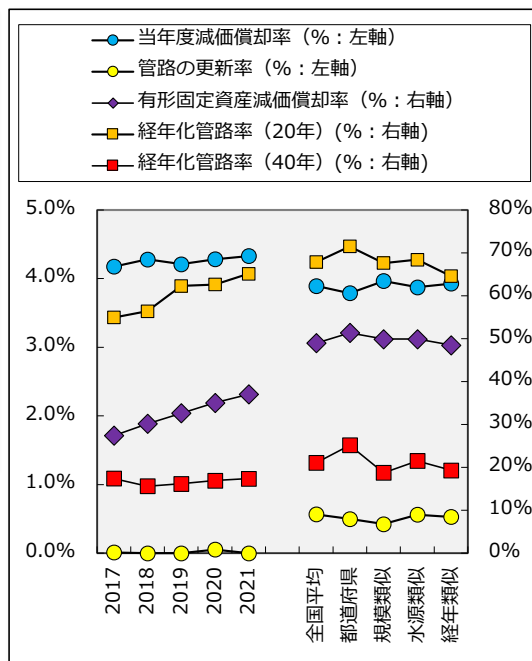 当年度減価償却率（%：左軸）
管路の更新率（%：左軸）
有形固定資産減価償却率（%：右軸）
経年化管路率（20年）(%：右軸)
経年化管路率（40年）(%：右軸)
5.0%
4.0%
3.0%
2.0%
1.0%
0.0%
80%
70%
60%
50%
40%
30%
20%
10%
0%
2017
2018
2019
2020
2021
全国平均
都道府県
規模類似
水源類似
経年類似